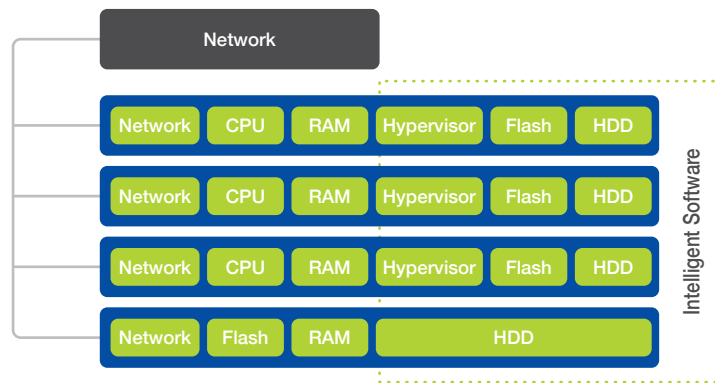 Network
Network CPU RAM Hypervisor Flash HDD
Network CPU RAM Hypervisor Flash HDD
Network CPU RAM Hypervisor Flash HDD
Network Flash RAM HDD
Intelligent Software